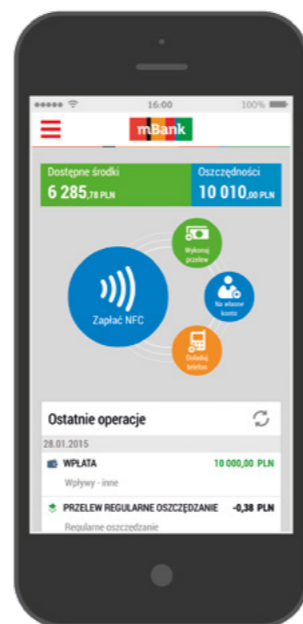 16:00
100%
mBank
Dostępne środki
Oszczędności
6 285,78 PLN
10 010,00 PLN
Wykonaj
przelew
Zapłać NFC
Na własne
konto
Doładuj
telefon
Ostatnie operacje
28.01.2015
WPŁATA
10 000,00 PLN
Wpływy - inne
PRZELEW REGULARNE OSZCZĘDZANIE
-0,38 PLN
Regularne oszczędzanie